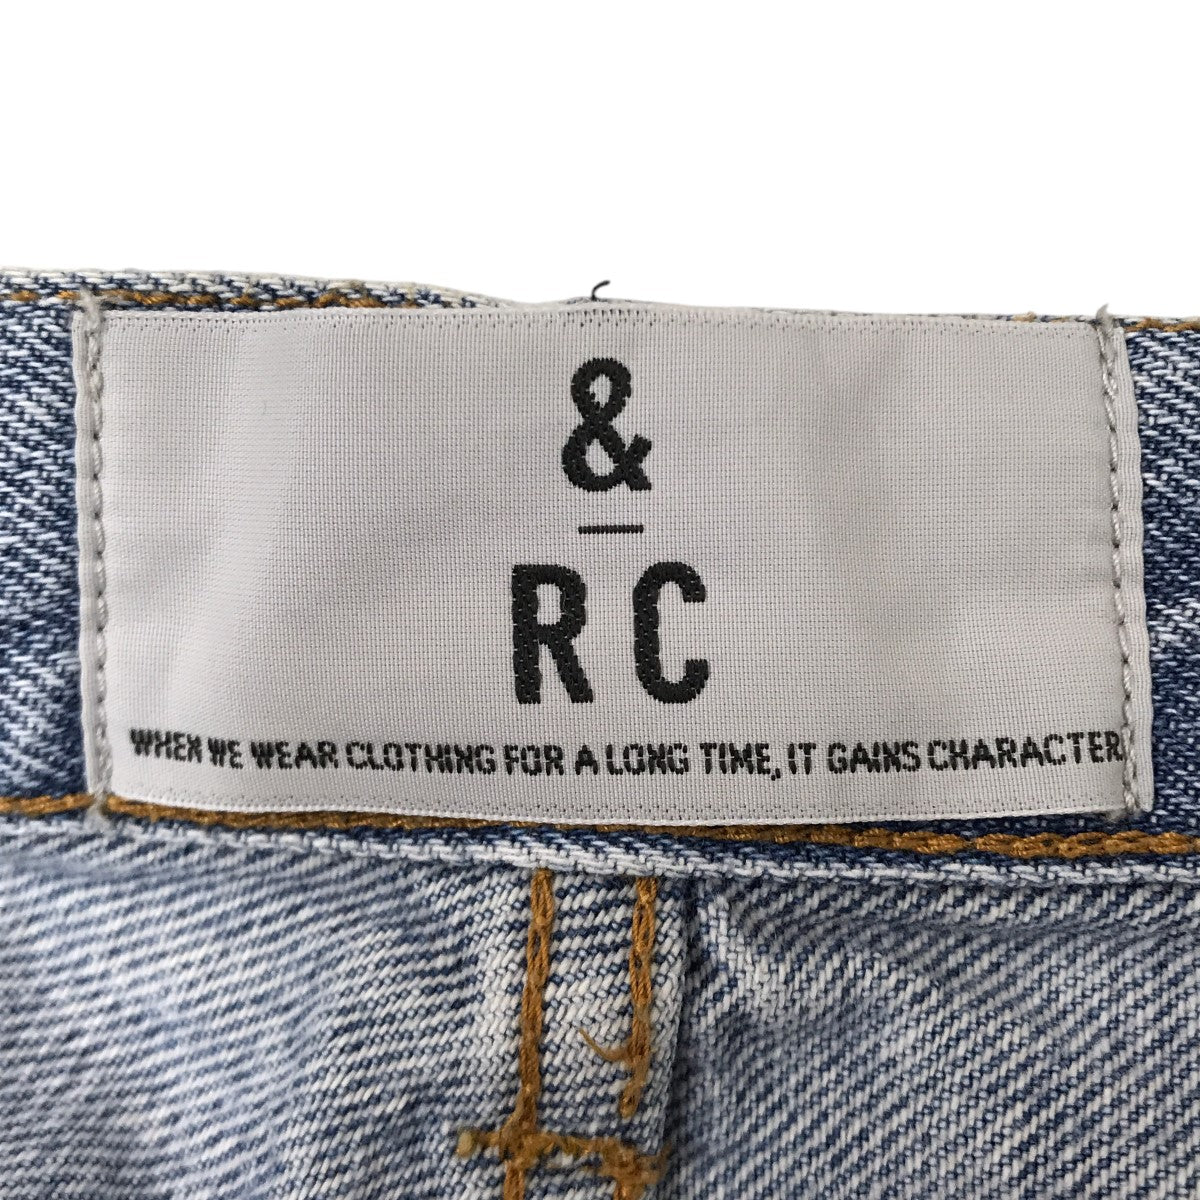 &
RC
WHEN WE WEAR CLOTHING FOR A LONG TIME, IT GAINS CHARACTER.